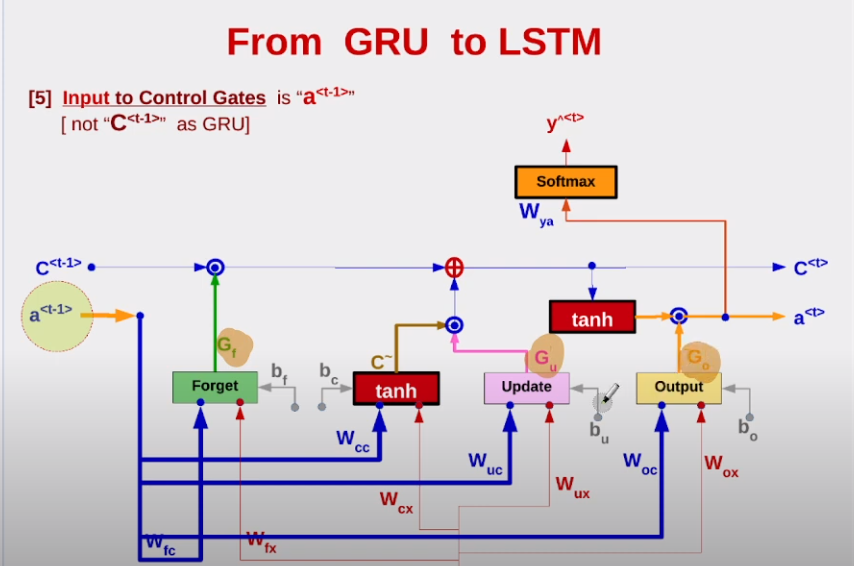 From GRU to LSTM
[5] Input to Control Gates is “a<t-1>”
[ not “C<t-1>” as GRU]
y^<t>
Softmax
Wya
C<t-1>
C<t>
a<t-1>
tanh
a<t>
Gf
C~
Gu
Go
Forget
bf
bc
tanh
Update
bu
Output
bo
Wcc
Wuc
Woc
Wox
Wcx
Wux
Wfc
Wfx